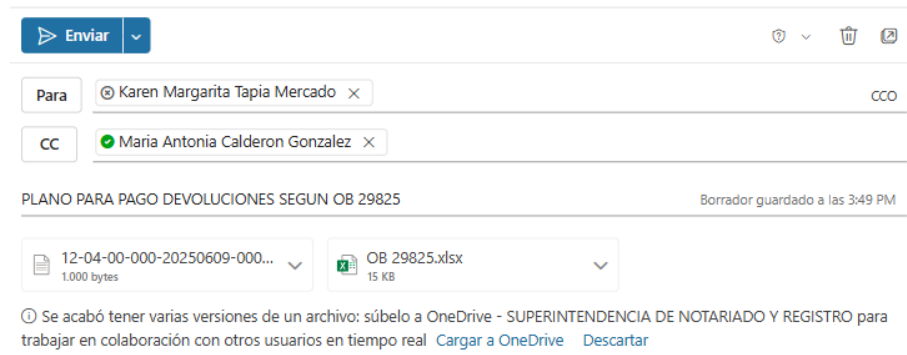 Enviar
Para Karen Margarita Tapia Mercado CCO
CC Maria Antonia Calderon Gonzalez
PLANO PARA PAGO DEVOLUCIONES SEGUN OB 29825 Borrador guardado a las 3:49 PM
12-04-00-000-20250609-000... OB 29825.xlsx
1.000 bytes 15 KB
Se acabó tener varias versiones de un archivo: súbelo a OneDrive - SUPERINTENDENCIA DE NOTARIADO Y REGISTRO para
trabajar en colaboración con otros usuarios en tiempo real Cargar a OneDrive Descartar